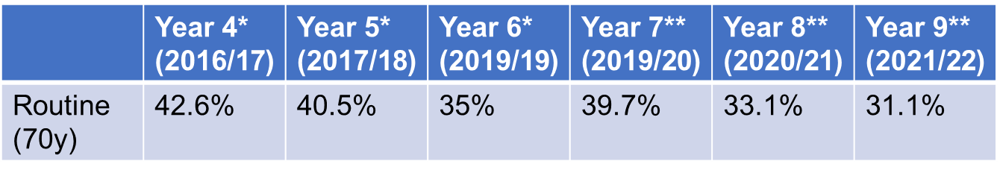 Year 4* Year 5* Year 6* Year 7** Year 8** Year 9**
(2016/17) (2017/18) (2019/19) (2019/20) (2020/21) (2021/22)
Routine 42.6% 40.5% 35% 39.7% 33.1% 31.1%
(70y)